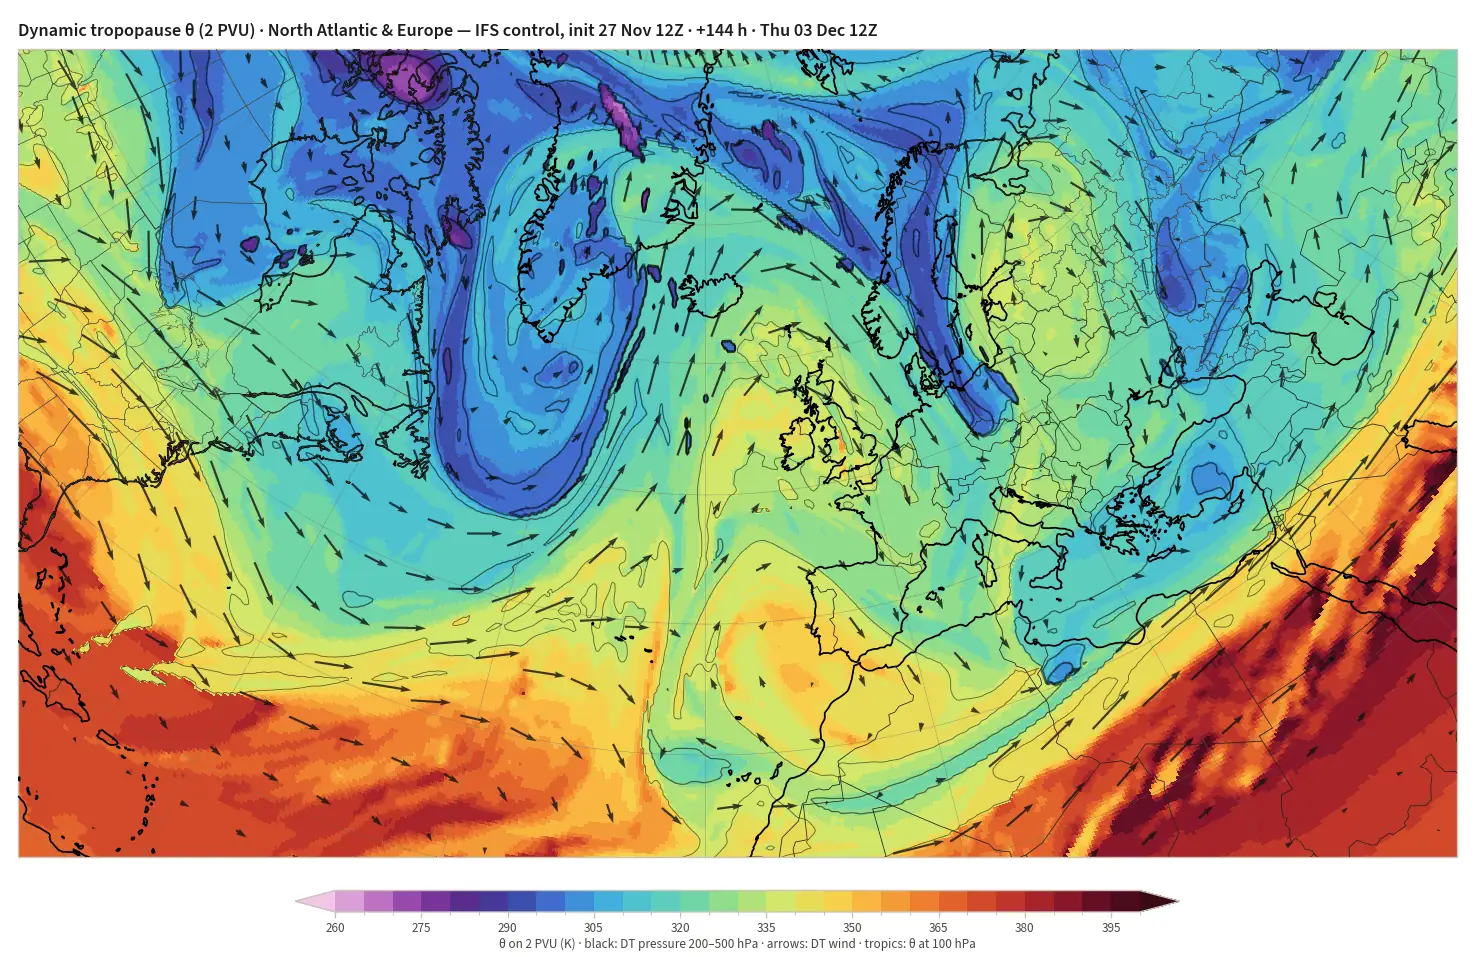 Dynamic tropopause θ (2 PVU) · North Atlantic & Europe — IFS control, init 27 Nov 12Z · +144 h · Thu 03 Dec 12Z
260 275 290 305 320 335 350 365 380 395
θ on 2 PVU (K) · black: DT pressure 200–500 hPa · arrows: DT wind · tropics: θ at 100 hPa